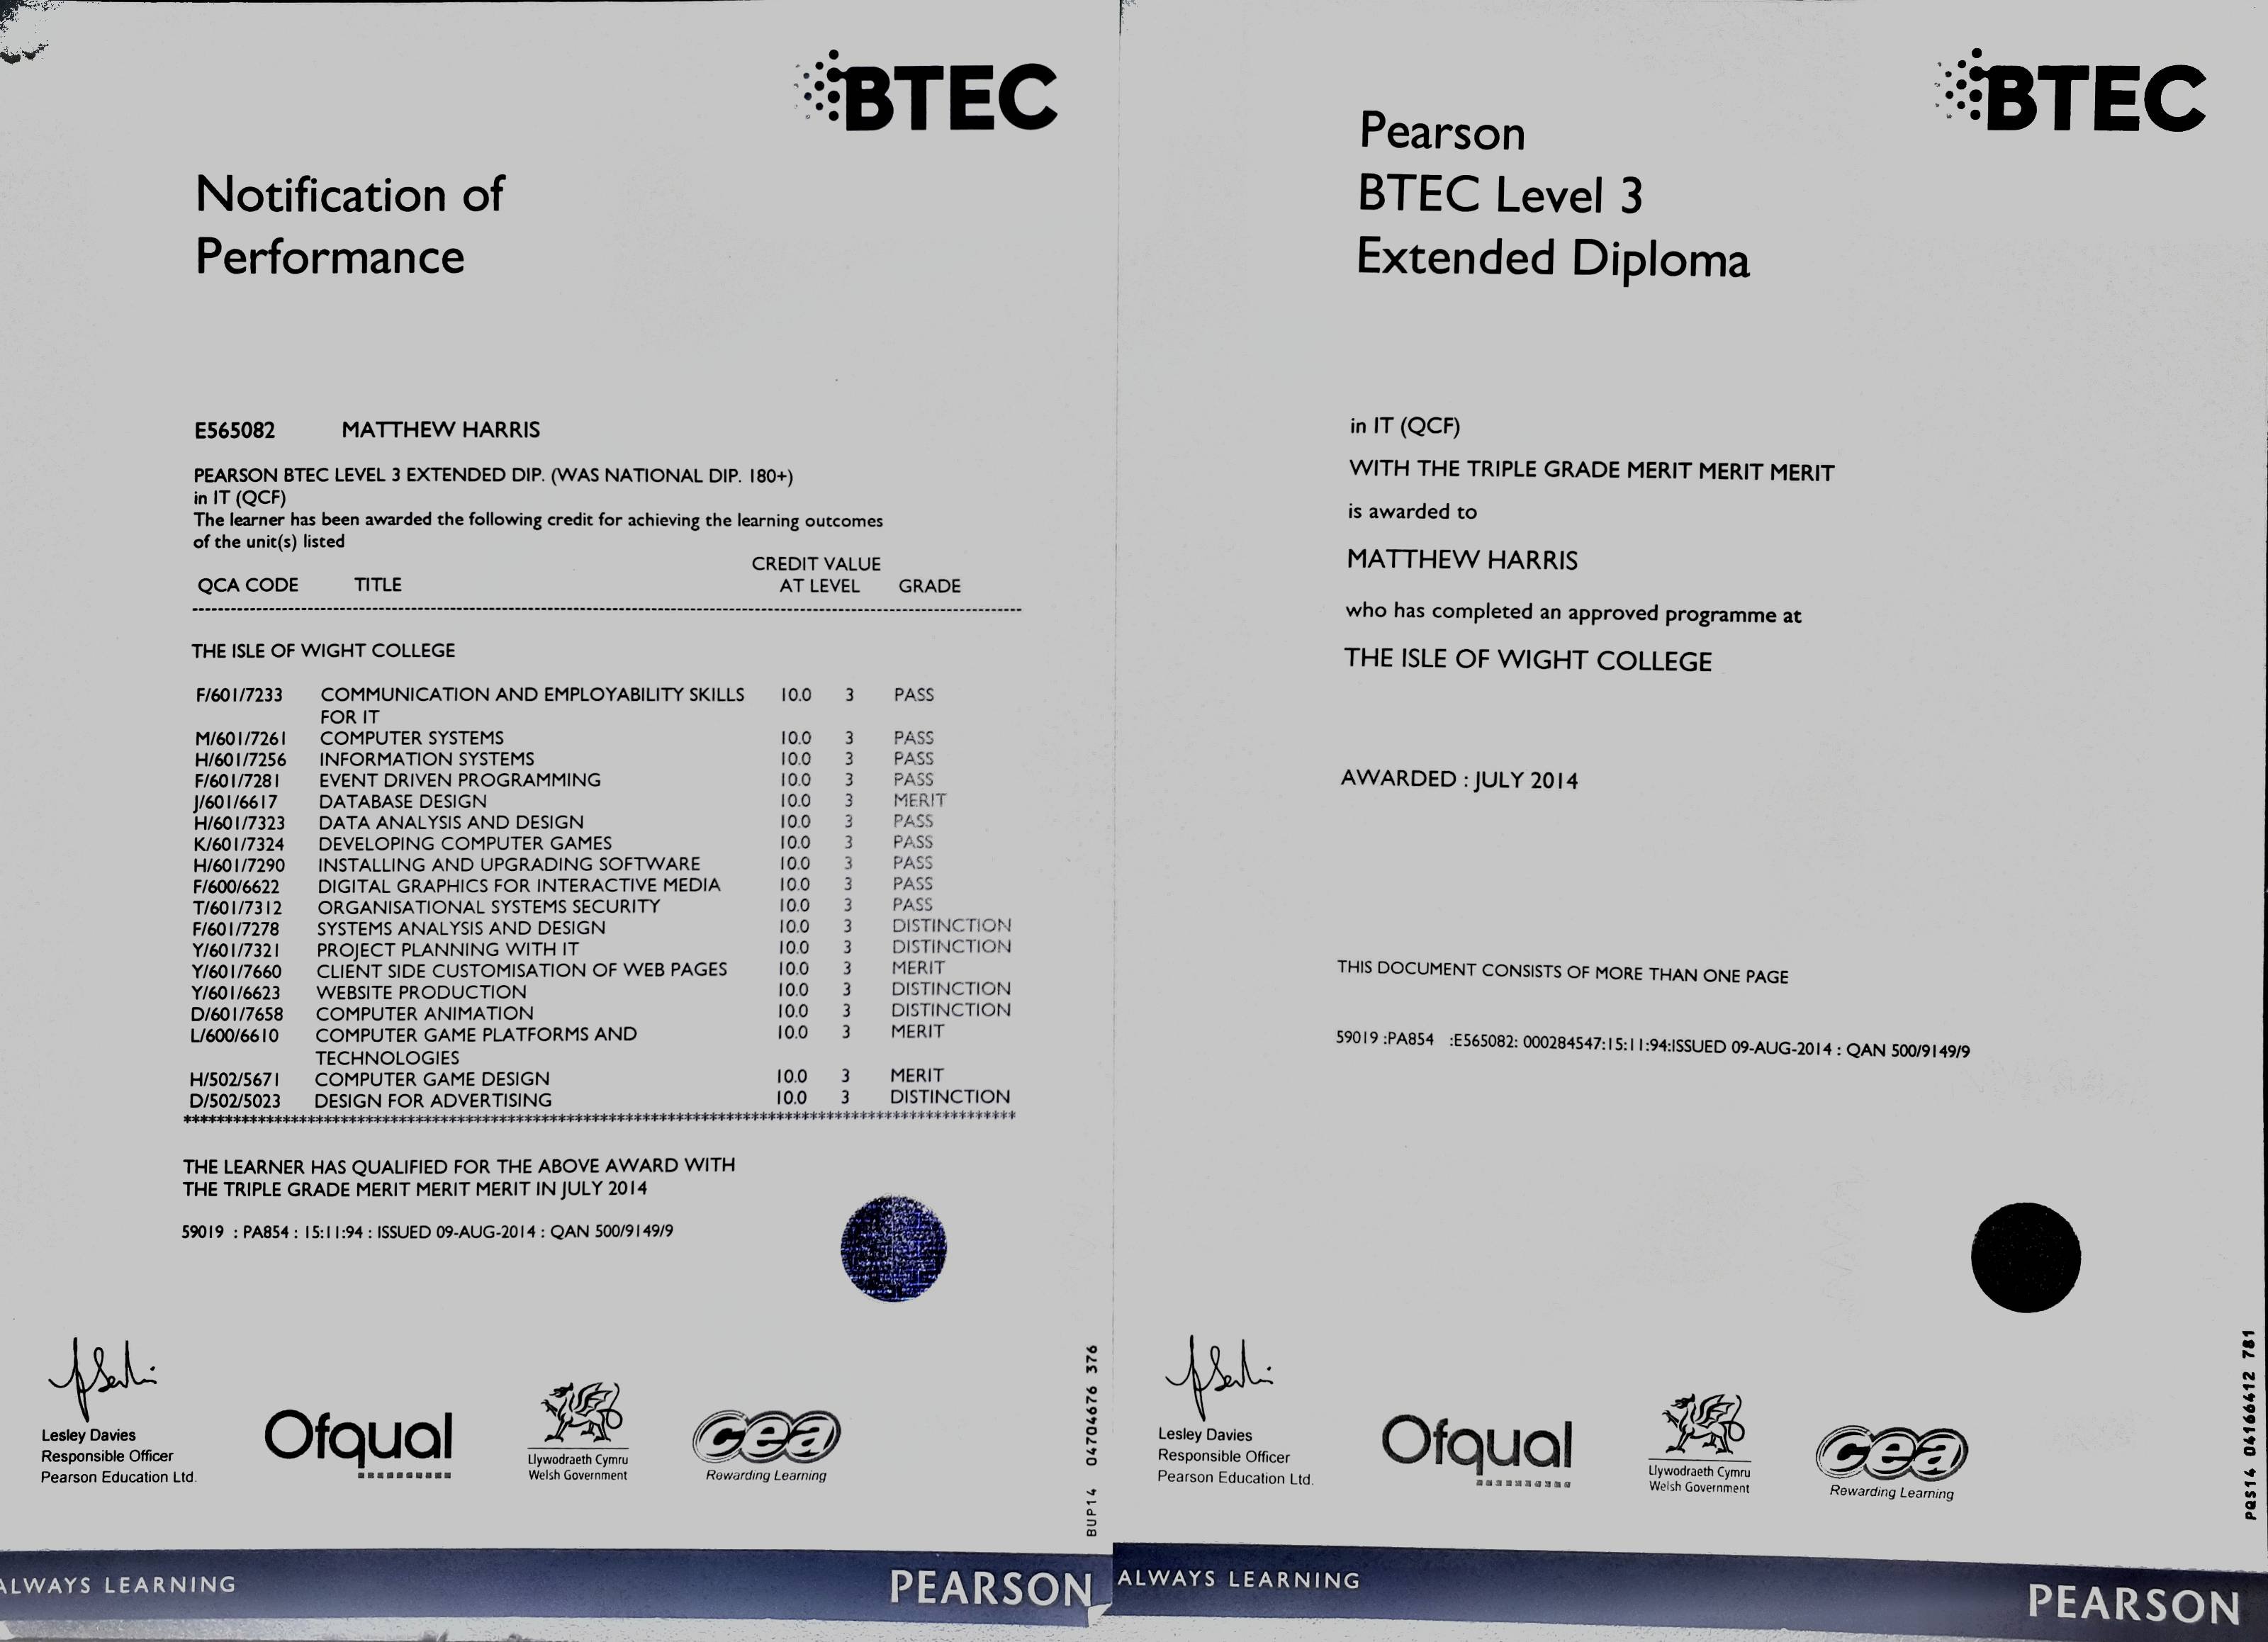 BTEC
Notification of
Performance
E565082 MATTHEW HARRIS
PEARSON BTEC LEVEL 3 EXTENDED DIP. (WAS NATIONAL DIP. 180+)
in IT (QCF)
The learner has been awarded the following credit for achieving the learning outcomes
of the unit(s) listed
CREDIT VALUE
QCA CODE TITLE AT LEVEL GRADE
THE ISLE OF WIGHT COLLEGE
F/601/7233 COMMUNICATION AND EMPLOYABILITY SKILLS 10.0 3 PASS
FOR IT
M/601/7261 COMPUTER SYSTEMS 10.0 3 PASS
H/601/7256 INFORMATION SYSTEMS 10.0 3 PASS
F/601/7281 EVENT DRIVEN PROGRAMMING 10.0 3 PASS
J/601/6617 DATABASE DESIGN 10.0 3 MERIT
H/601/7323 DATA ANALYSIS AND DESIGN 10.0 3 PASS
K/601/7324 DEVELOPING COMPUTER GAMES 10.0 3 PASS
H/601/7290 INSTALLING AND UPGRADING SOFTWARE 10.0 3 PASS
F/600/6622 DIGITAL GRAPHICS FOR INTERACTIVE MEDIA 10.0 3 PASS
T/601/7312 ORGANISATIONAL SYSTEMS SECURITY 10.0 3 PASS
F/601/7278 SYSTEMS ANALYSIS AND DESIGN 10.0 3 DISTINCTION
Y/601/7321 PROJECT PLANNING WITH IT 10.0 3 DISTINCTION
Y/601/7660 CLIENT SIDE CUSTOMISATION OF WEB PAGES 10.0 3 MERIT
Y/601/6623 WEBSITE PRODUCTION 10.0 3 DISTINCTION
D/601/7658 COMPUTER ANIMATION 10.0 3 DISTINCTION
L/600/6610 COMPUTER GAME PLATFORMS AND 10.0 3 MERIT
TECHNOLOGIES
H/502/5671 COMPUTER GAME DESIGN 10.0 3 MERIT
D/502/5023 DESIGN FOR ADVERTISING 10.0 3 DISTINCTION
THE LEARNER HAS QUALIFIED FOR THE ABOVE AWARD WITH
THE TRIPLE GRADE MERIT MERIT MERIT IN JULY 2014
59019 : PA854 : 15:11:94 : ISSUED 09-AUG-2014 : QAN 500/9149/9
Lesley Davies
Responsible Officer
Pearson Education Ltd.
Ofqual
Llywodraeth Cymru
Welsh Government
cea
Rewarding Learning
BUP14 04704676 376
ALWAYS LEARNING
PEARSON
BTEC
Pearson
BTEC Level 3
Extended Diploma
in IT (QCF)
WITH THE TRIPLE GRADE MERIT MERIT MERIT
is awarded to
MATTHEW HARRIS
who has completed an approved programme at
THE ISLE OF WIGHT COLLEGE
AWARDED : JULY 2014
THIS DOCUMENT CONSISTS OF MORE THAN ONE PAGE
59019 :PA854 :E565082: 000284547:15:11:94:ISSUED 09-AUG-2014 : QAN 500/9149/9
Lesley Davies
Responsible Officer
Pearson Education Ltd.
Ofqual
Llywodraeth Cymru
Welsh Government
cea
Rewarding Learning
PQS14 04166412 781
ALWAYS LEARNING
PEARSON